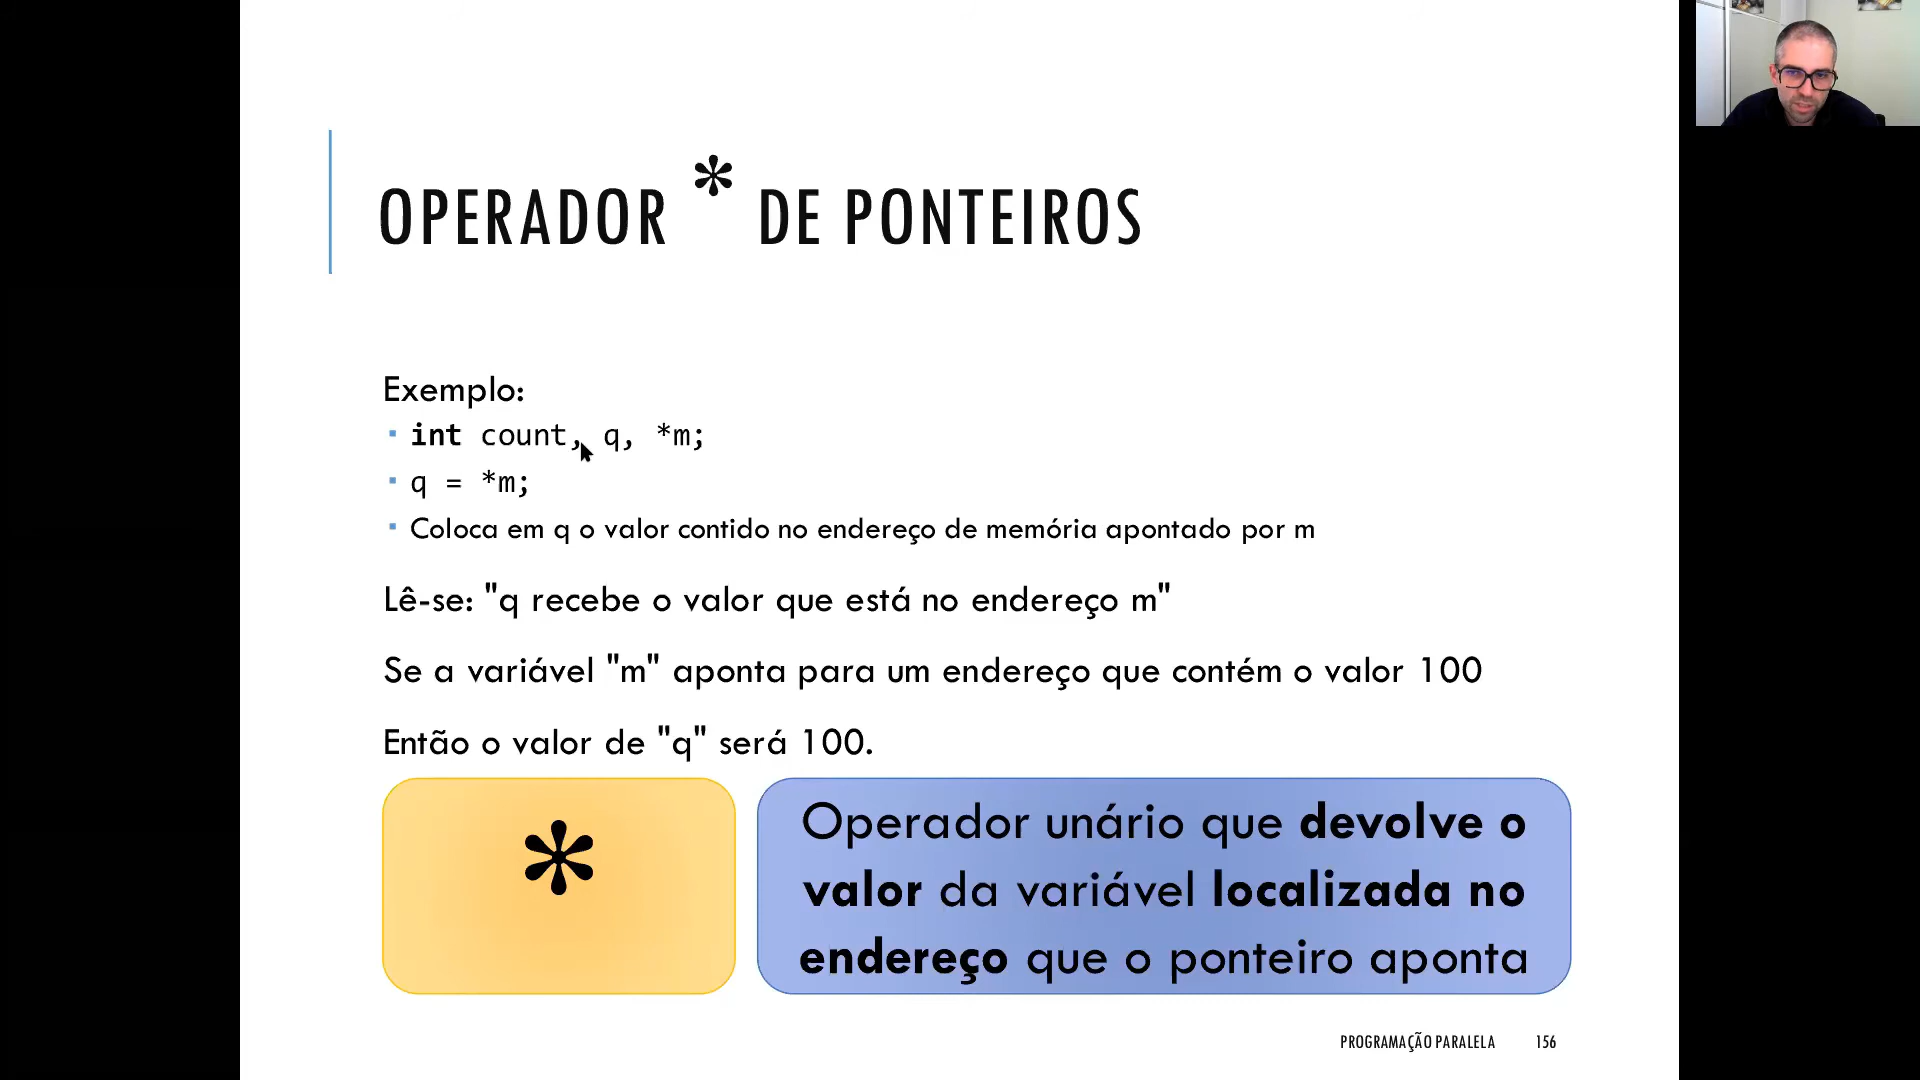 OPERADOR * DE PONTEIROS
Exemplo:
▪ int count, q, *m;
▪ q = *m;
▪ Coloca em q o valor contido no endereço de memória apontado por m
Lê-se: "q recebe o valor que está no endereço m"
Se a variável "m" aponta para um endereço que contém o valor 100
Então o valor de "q" será 100.
*
Operador unário que devolve o
valor da variável localizada no
endereço que o ponteiro aponta
PROGRAMAÇÃO PARALELA 156